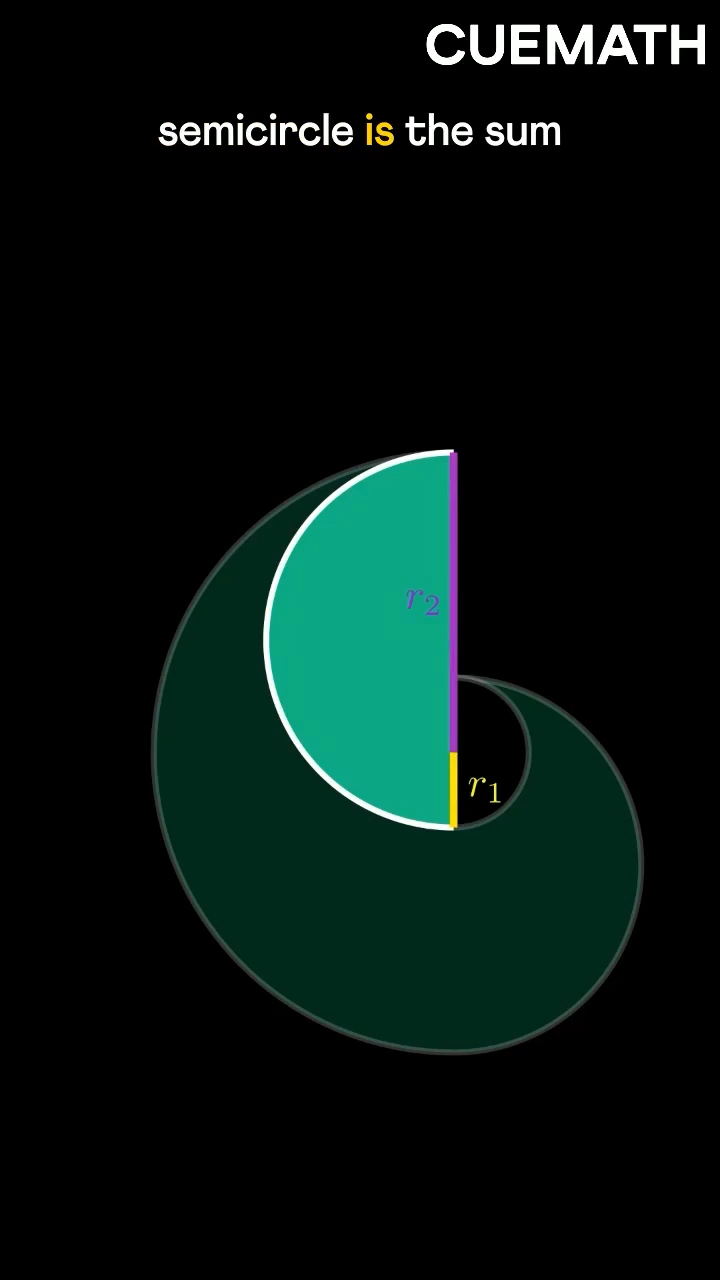 CUEMATH
semicircle is the sum
r₂
r₁